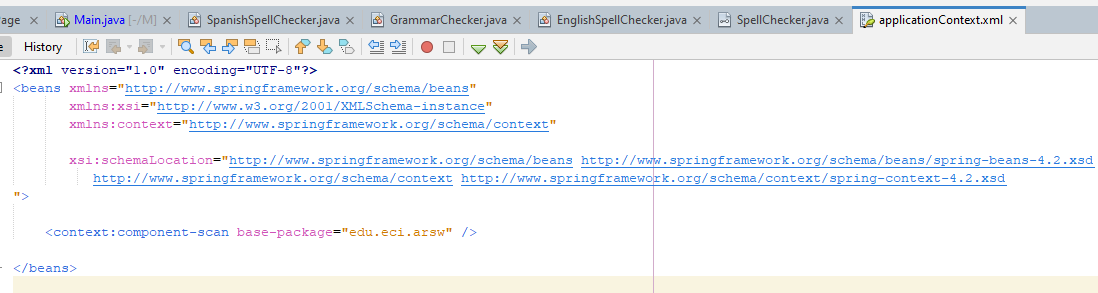 age Main.java [-/M] SpanishSpellChecker.java GrammarChecker.java EnglishSpellChecker.java SpellChecker.java applicationContext.xml
e History
<?xml version="1.0" encoding="UTF-8"?>
<beans xmlns="http://www.springframework.org/schema/beans"
xmlns:xsi="http://www.w3.org/2001/XMLSchema-instance"
xmlns:context="http://www.springframework.org/schema/context"
xsi:schemaLocation="http://www.springframework.org/schema/beans http://www.springframework.org/schema/beans/spring-beans-4.2.xsd
http://www.springframework.org/schema/context http://www.springframework.org/schema/context/spring-context-4.2.xsd
">
<context:component-scan base-package="edu.eci.arsw" />
</beans>